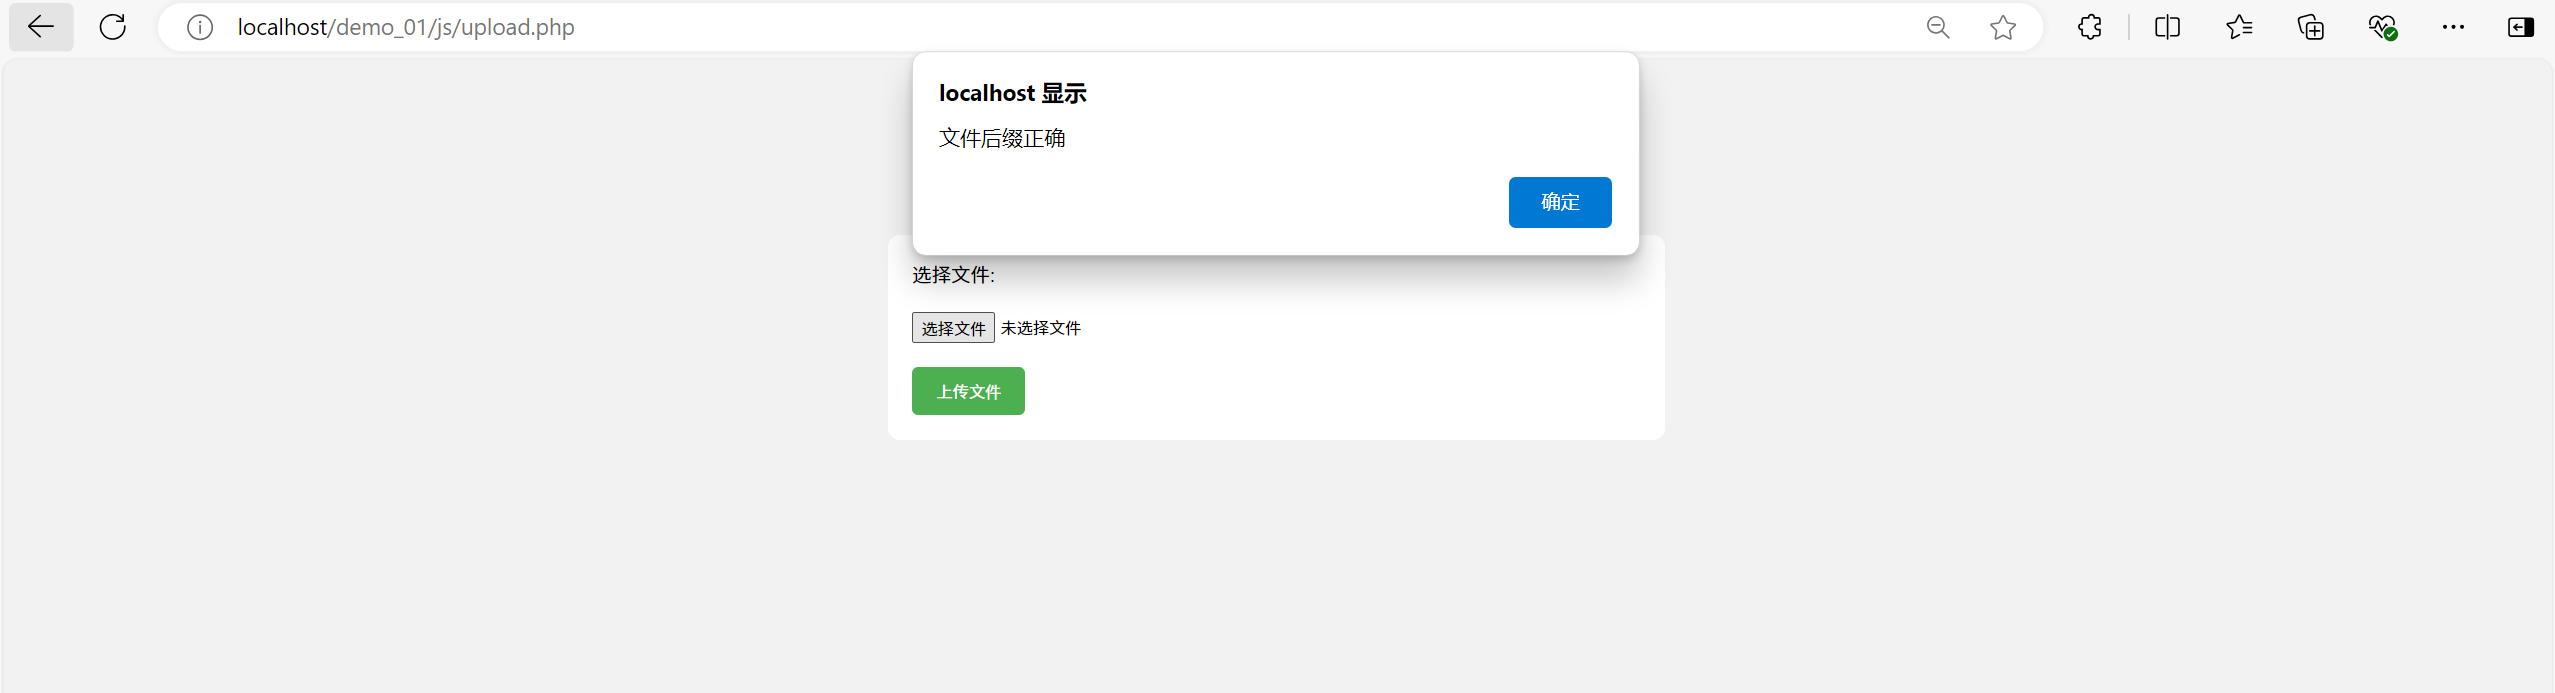 localhost/demo_01/js/upload.php
localhost 显示
文件后缀正确
确定
选择文件:
选择文件 未选择文件
上传文件